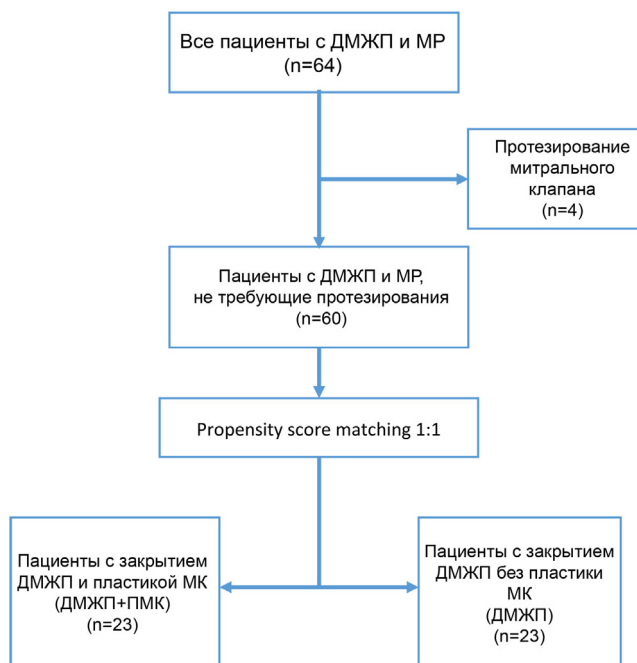 Все пациенты с ДМЖП и МР
(n=64)
Протезирование
митрального
клапана
(n=4)
Пациенты с ДМЖП и МР,
не требующие протезирования
(n=60)
Propensity score matching 1:1
Пациенты с закрытием
ДМЖП и пластикой МК
(ДМЖП+ПМК)
(n=23)
Пациенты с закрытием
ДМЖП без пластики
МК
(ДМЖП)
(n=23)